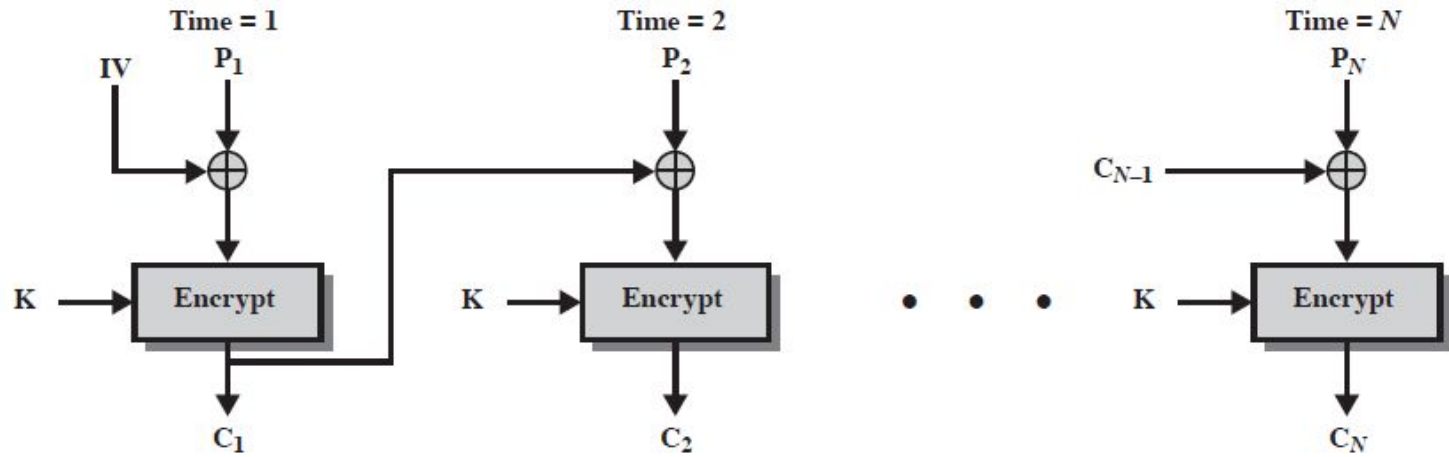 Time = 1
Time = 2
Time = N
IV
P1
P2
PN
CN–1
K
Encrypt
K
Encrypt
• • •
K
Encrypt
C1
C2
CN